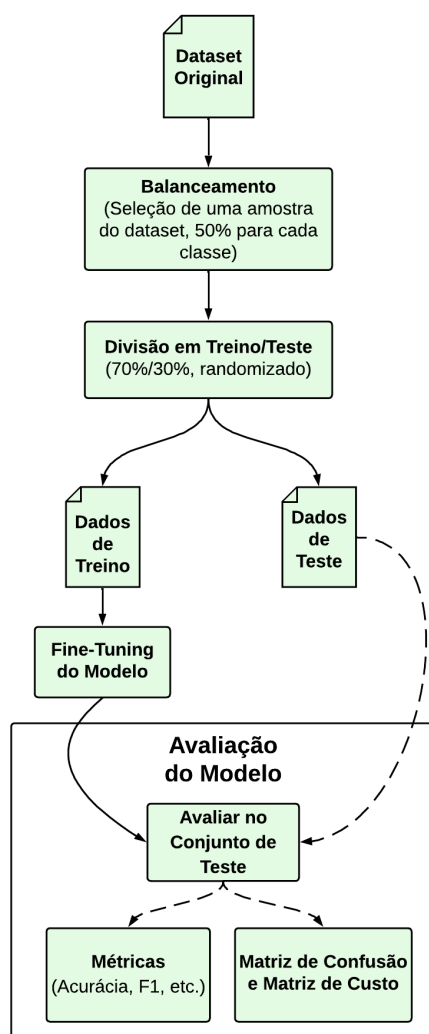 Dataset
Original
Balanceamento
(Seleção de uma amostra
do dataset, 50% para cada
classe)
Divisão em Treino/Teste
(70%/30%, randomizado)
Dados
de
Treino
Dados
de
Teste
Fine-Tuning
do Modelo
Avaliação
do Modelo
Avaliar no
Conjunto de
Teste
Métricas
(Acurácia, F1, etc.)
Matriz de Confusão
e Matriz de Custo